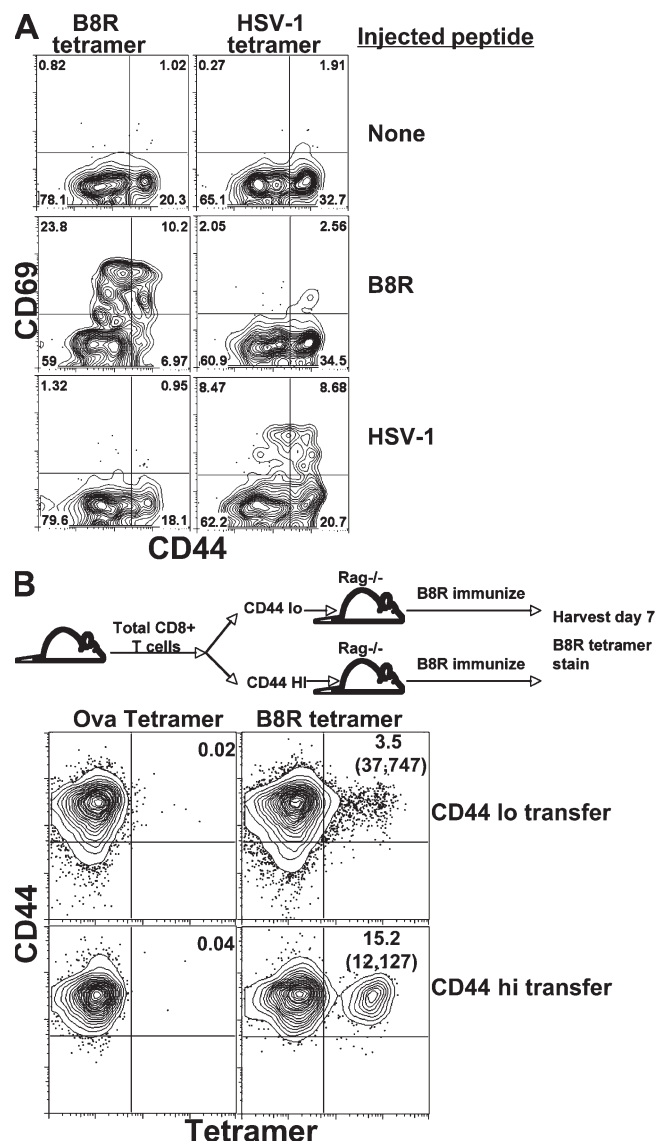 A
B8R tetramer
HSV-1 tetramer
Injected peptide
0.82 1.02
0.27 1.91
None
78.1 20.3
65.1 32.7
23.8 10.2
2.05 2.56
B8R
59 6.97
60.9 34.5
1.32 0.95
8.47 8.68
HSV-1
79.6 18.1
62.2 20.7
CD69
CD44
B
Total CD8+
T cells
CD44 lo
Rag-/-
B8R immunize
CD44 HI
Rag-/-
B8R immunize
Harvest day 7
B8R tetramer
stain
Ova Tetramer
B8R tetramer
0.02
3.5
(37,747)
CD44 lo transfer
0.04
15.2
(12,127)
CD44 hi transfer
CD44
Tetramer